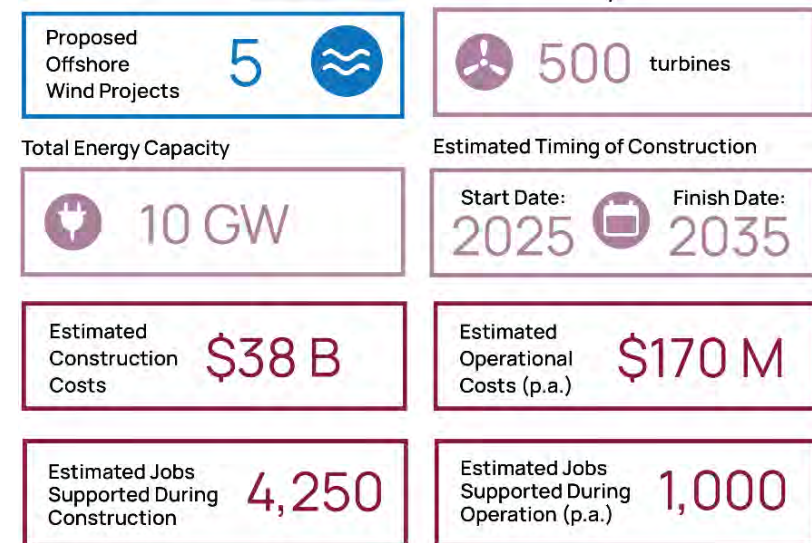 Proposed
Offshore
Wind Projects
5
500 turbines
Total Energy Capacity
Estimated Timing of Construction
10 GW
Start Date:
2025
Finish Date:
2035
Estimated
Construction
Costs
$38 B
Estimated
Operational
Costs (p.a.)
$170 M
Estimated Jobs
Supported During
Construction
4,250
Estimated Jobs
Supported During
Operation (p.a.)
1,000